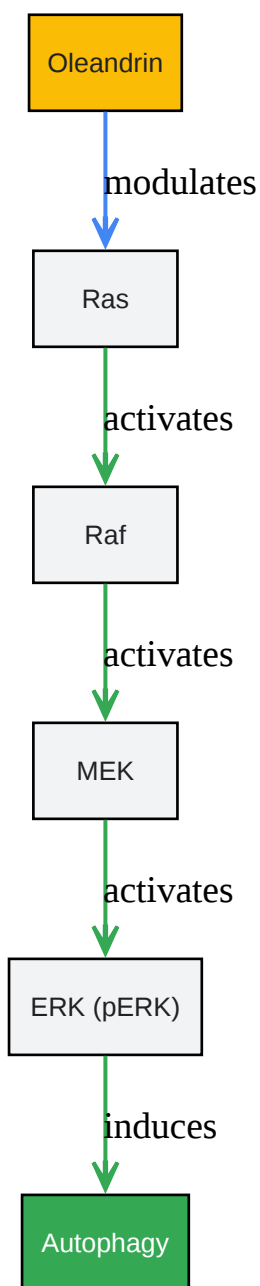 Oleandrin
modulates
Ras
activates
Raf
activates
MEK
activates
ERK (pERK)
induces
Autophagy